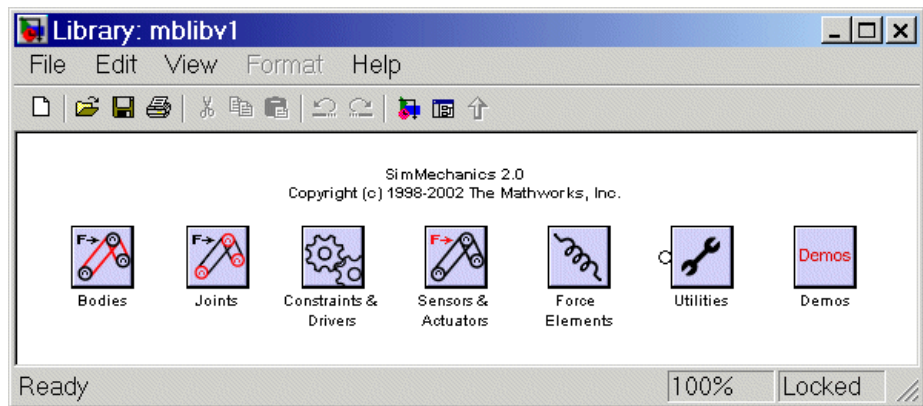 Library: mblibv1
File Edit View Format Help
SimMechanics 2.0
Copyright (c) 1998-2002 The Mathworks, Inc.
F→ F→ F→ Demos
Bodies Joints Constraints & Drivers Sensors & Actuators Force Elements Utilities Demos
Ready 100% Locked